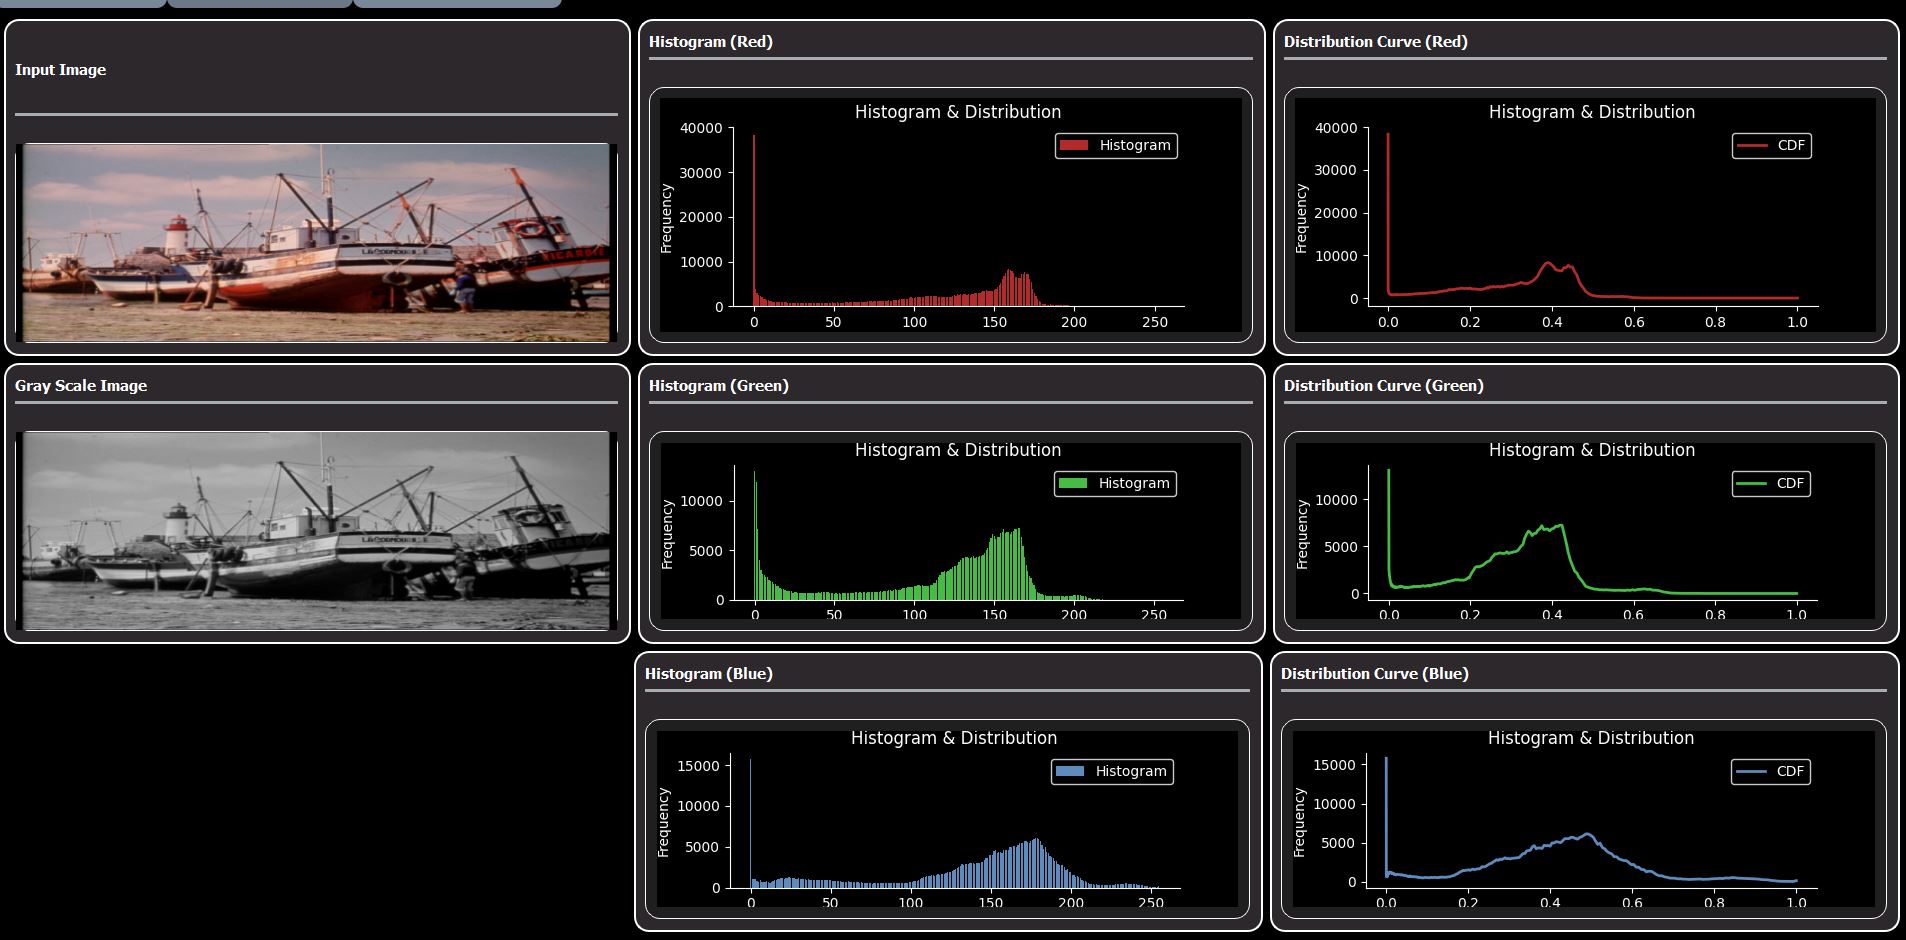 Input Image
Histogram (Red)
Histogram & Distribution
Histogram
Frequency
40000
30000
20000
10000
0
0 50 100 150 200 250
Distribution Curve (Red)
Histogram & Distribution
CDF
Frequency
40000
30000
20000
10000
0
0.0 0.2 0.4 0.6 0.8 1.0
Gray Scale Image
Histogram (Green)
Histogram & Distribution
Histogram
Frequency
10000
5000
0
0 50 100 150 200 250
Distribution Curve (Green)
Histogram & Distribution
CDF
Frequency
10000
5000
0
0.0 0.2 0.4 0.6 0.8 1.0
Histogram (Blue)
Histogram & Distribution
Histogram
Frequency
15000
10000
5000
0
0 50 100 150 200 250
Distribution Curve (Blue)
Histogram & Distribution
CDF
Frequency
15000
10000
5000
0
0.0 0.2 0.4 0.6 0.8 1.0